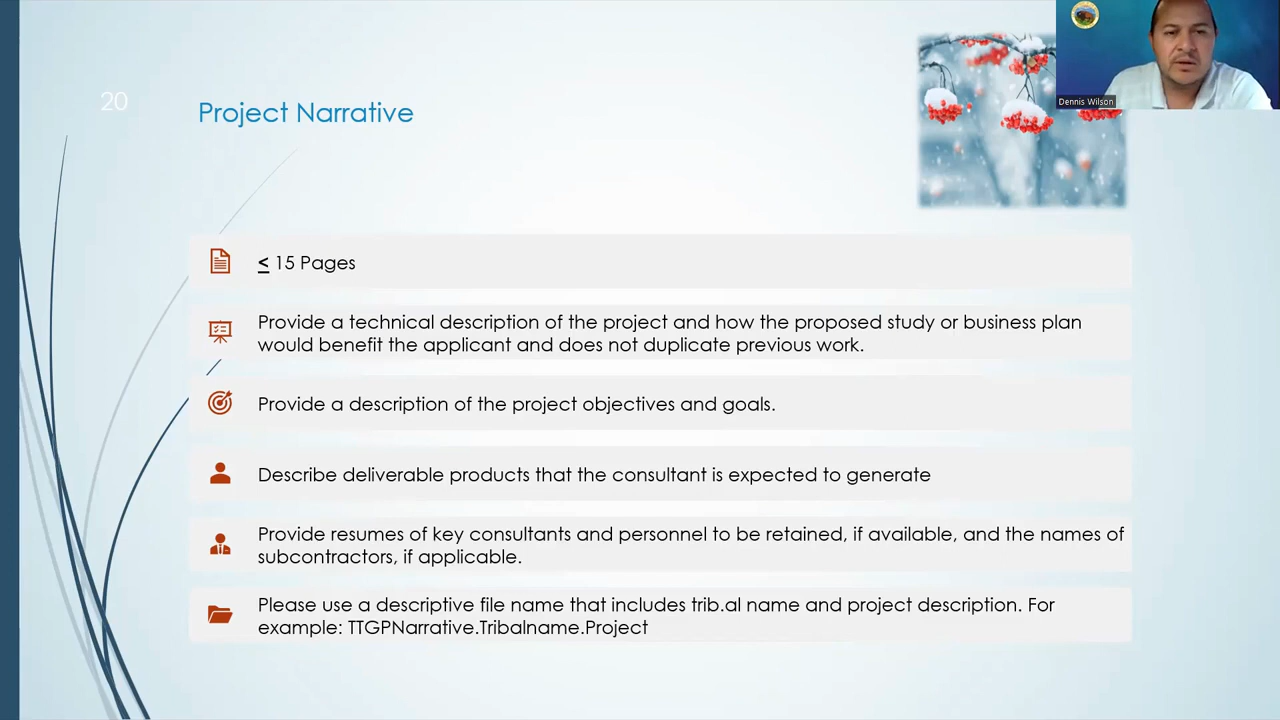 20
Project Narrative
Dennis Wilson
< 15 Pages
Provide a technical description of the project and how the proposed study or business plan
would benefit the applicant and does not duplicate previous work.
Provide a description of the project objectives and goals.
Describe deliverable products that the consultant is expected to generate
Provide resumes of key consultants and personnel to be retained, if available, and the names of
subcontractors, if applicable.
Please use a descriptive file name that includes trib.al name and project description. For
example: TTGPNarrative.Tribalname.Project